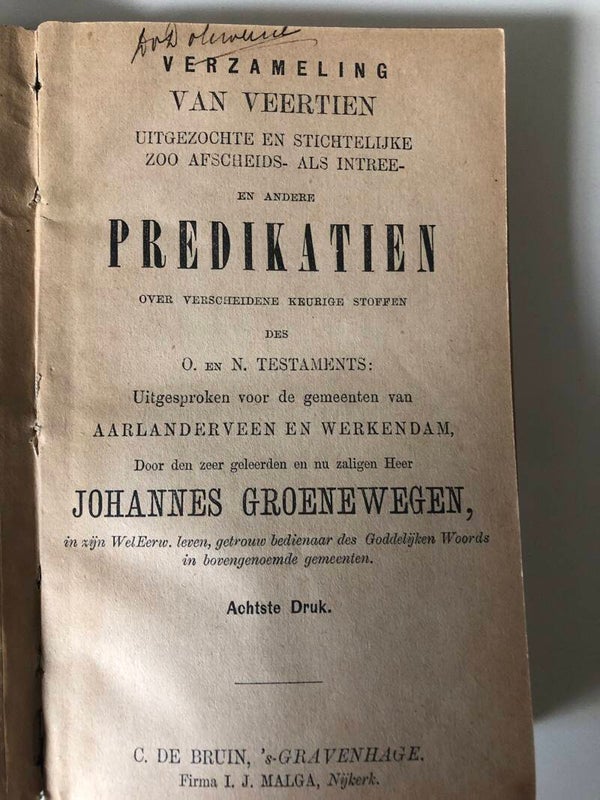 VERZAMELING
VAN VEERTIEN
UITGEZOCHTE EN STICHTELIJKE
ZOO AFSCHEIDS- ALS INTREE-
EN ANDERE
PREDIKATIEN
OVER VERSCHEIDENE KEURIGE STOFFEN
DES
O. EN N. TESTAMENTS:
Uitgesproken voor de gemeenten van
AARLANDERVEEN EN WERKENDAM,
Door den zeer geleerden en nu zaligen Heer
JOHANNES GROENEWEGEN,
in zijn WelEerw. leven, getrouw bedienaar des Goddelijken Woords
in bovengenoemde gemeenten.
Achtste Druk.
C. DE BRUIN, 's-GRAVENHAGE.
Firma I. J. MALGA, Nijkerk.